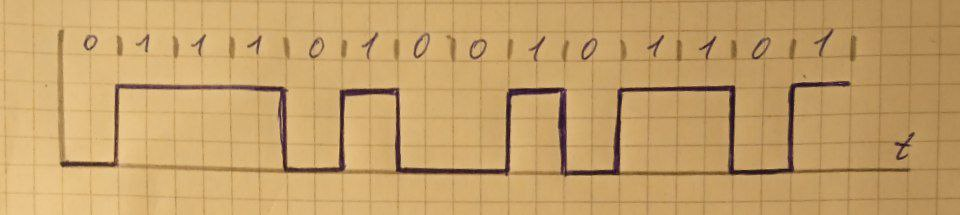 0 | 1 | 1 | 1 | 0 | 1 | 0 | 0 | 1 | 0 | 1 | 1 | 0 | 1 |
t